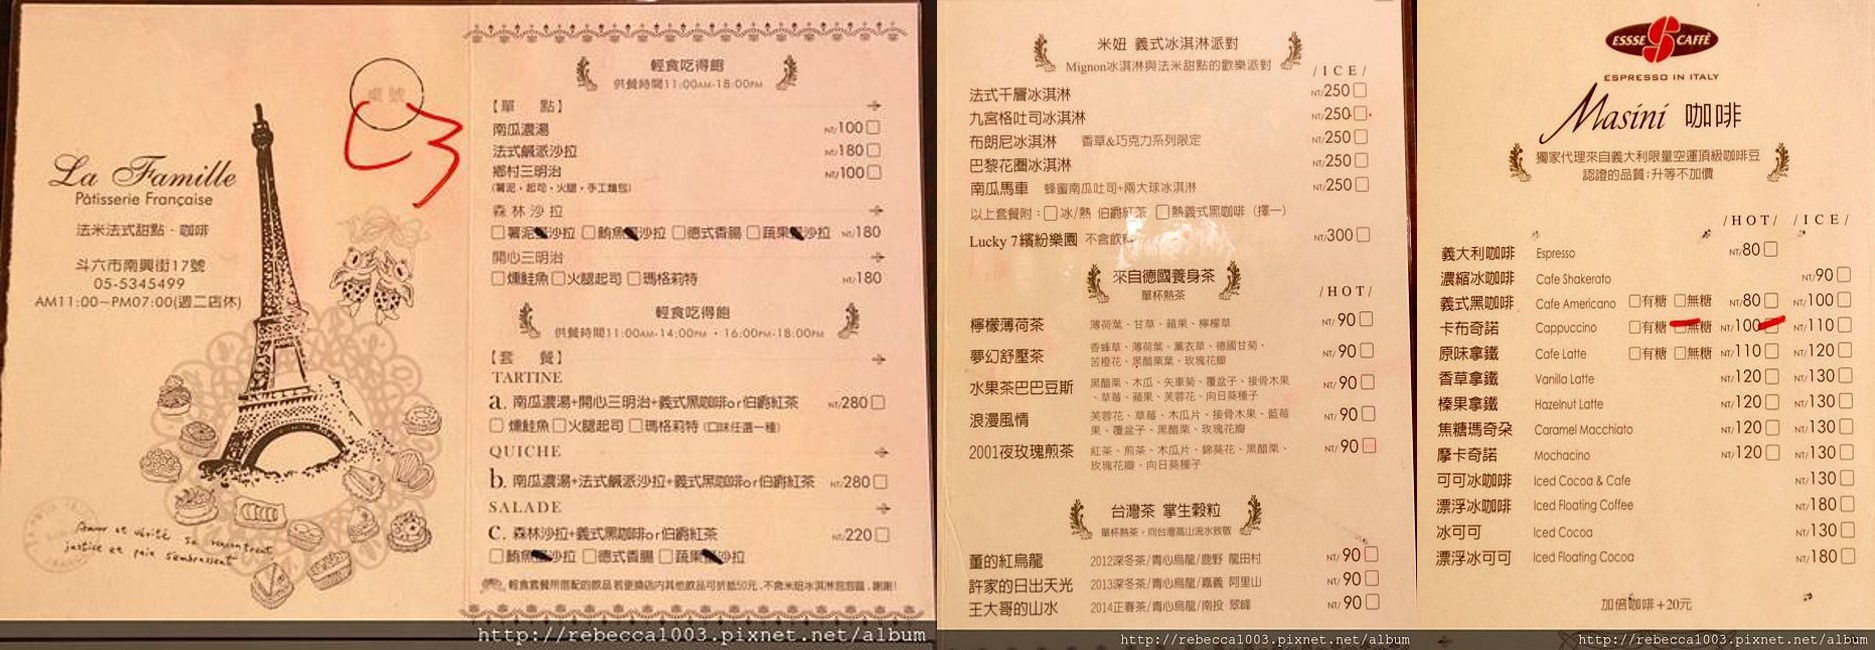 桌號
C3
La Famille
Pâtisserie Française
法米法式甜點．咖啡
斗六市南興街17號
05-5345499
AM11:00~PM07:00(週二店休)
Amour et vérité se rencontrent
justice et paix s'embrassent
輕食吃得飽
供餐時間11:00AM-18:00PM
【單 點】
南瓜濃湯 NT/100
法式鹹派沙拉 NT/180
鄉村三明治 NT/100
(薯泥，起司，火腿，手工麵包)
森林沙拉
薯泥 沙拉 鮪魚 沙拉 德式香腸 蔬果 沙拉 NT/180
開心三明治
燻鮭魚 火腿起司 瑪格莉特 NT/180
輕食吃得飽
供餐時間11:00AM-14:00PM ‧ 16:00PM-18:00PM
【套 餐】
TARTINE
a. 南瓜濃湯+開心三明治+義式黑咖啡or伯爵紅茶 NT/280
燻鮭魚 火腿起司 瑪格莉特 (口味任選一種)
QUICHE
b. 南瓜濃湯+法式鹹派沙拉+義式黑咖啡or伯爵紅茶 NT/280
SALADE
c. 森林沙拉+義式黑咖啡or伯爵紅茶 NT/220
鮪魚 沙拉 德式香腸 蔬果 沙拉
輕食套餐所搭配的飲品若更換店內其他飲品可折抵50元，不含米妞冰淇淋泡泡區，謝謝!
http://rebecca1003.pixnet.net/album
米妞 義式冰淇淋派對
Mignon冰淇淋與法米甜點的歡樂派對
/ICE/
法式千層冰淇淋 NT/250
九宮格吐司冰淇淋 NT/250
布朗尼冰淇淋 香草&巧克力系列限定 NT/250
巴黎花圈冰淇淋 NT/250
南瓜馬車 蜂蜜南瓜吐司+兩大球冰淇淋 NT/250
以上套餐附： 冰/熱 伯爵紅茶 熱義式黑咖啡（擇一）
Lucky 7繽紛樂園 不含飲料 NT/300
來自德國養身茶
單杯熱茶
/HOT/
檸檬薄荷茶 薄荷葉、甘草、蘋果、檸檬草 NT/90
夢幻舒壓茶 香蜂草、薄荷葉、薰衣草、德國甘菊、
苦橙花、黑醋栗葉、玫瑰花瓣 NT/90
水果茶巴巴豆斯 黑醋栗、木瓜、矢車菊、覆盆子、接骨木果
、草莓、蘋果、芙蓉花、向日葵種子 NT/90
浪漫風情 芙蓉花、草莓、木瓜片、接骨木果、藍莓
果、覆盆子、黑醋栗、玫瑰花瓣 NT/90
2001夜玫瑰煎茶 紅茶、煎茶、木瓜片、錦葵花、黑醋栗、
玫瑰花瓣、向日葵種子 NT/90
台灣茶 掌生穀粒
單杯熱茶，向台灣高山流水致敬
董的紅烏龍 2012深冬茶/青心烏龍/鹿野 龍田村 NT/90
許家的日出天光 2013深冬茶/青心烏龍/嘉義 阿里山 NT/90
王大哥的山水 2014正春茶/青心烏龍/南投 翠峰 NT/90
http://rebecca1003.pixnet.net/album
ESSSE CAFFÈ
ESPRESSO IN ITALY
Masini 咖啡
獨家代理來自義大利限量空運頂級咖啡豆
認證的品質；升等不加價
/HOT/ /ICE/
義大利咖啡 Espresso NT/80
濃縮冰咖啡 Cafe Shakerato NT/90
義式黑咖啡 Cafe Americano 有糖 無糖 NT/80 NT/100
卡布奇諾 Cappuccino 有糖 無糖 NT/100 NT/110
原味拿鐵 Cafe Latte 有糖 無糖 NT/110 NT/120
香草拿鐵 Vanilla Latte NT/120 NT/130
榛果拿鐵 Hazelnut Latte NT/120 NT/130
焦糖瑪奇朵 Caramel Macchiato NT/120 NT/130
摩卡奇諾 Mochacino NT/120 NT/130
可可冰咖啡 Iced Cocoa & Cafe NT/130
漂浮冰咖啡 Iced Floating Coffee NT/180
冰可可 Iced Cocoa NT/130
漂浮冰可可 Iced Floating Cocoa NT/180
加倍咖啡+20元
http://rebecca1003.pixnet.net/album